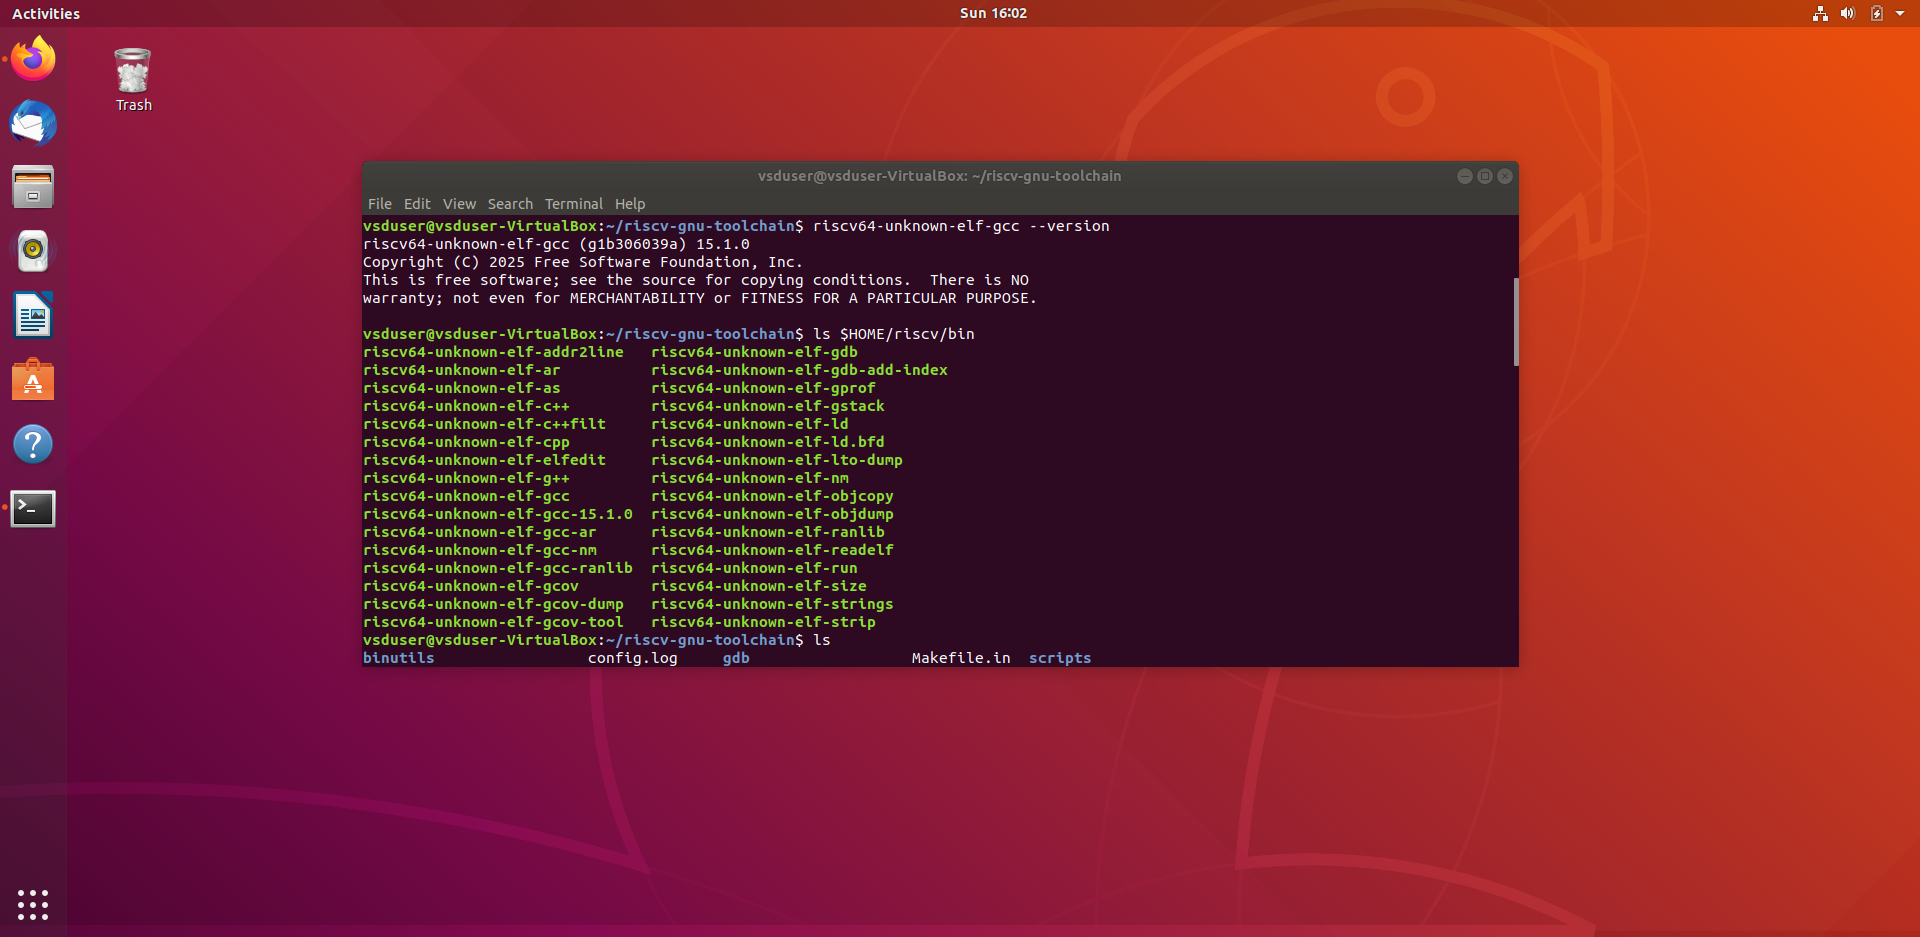 Activities
Sun 16:02
Trash
vsduser@vsduser-VirtualBox: ~/riscv-gnu-toolchain
File Edit View Search Terminal Help
vsduser@vsduser-VirtualBox:~/riscv-gnu-toolchain$ riscv64-unknown-elf-gcc --version
riscv64-unknown-elf-gcc (g1b306039a) 15.1.0
Copyright (C) 2025 Free Software Foundation, Inc.
This is free software; see the source for copying conditions.  There is NO
warranty; not even for MERCHANTABILITY or FITNESS FOR A PARTICULAR PURPOSE.
vsduser@vsduser-VirtualBox:~/riscv-gnu-toolchain$ ls $HOME/riscv/bin
riscv64-unknown-elf-addr2line   riscv64-unknown-elf-gdb
riscv64-unknown-elf-ar          riscv64-unknown-elf-gdb-add-index
riscv64-unknown-elf-as          riscv64-unknown-elf-gprof
riscv64-unknown-elf-c++         riscv64-unknown-elf-gstack
riscv64-unknown-elf-c++filt     riscv64-unknown-elf-ld
riscv64-unknown-elf-cpp         riscv64-unknown-elf-ld.bfd
riscv64-unknown-elf-elfedit     riscv64-unknown-elf-lto-dump
riscv64-unknown-elf-g++         riscv64-unknown-elf-nm
riscv64-unknown-elf-gcc         riscv64-unknown-elf-objcopy
riscv64-unknown-elf-gcc-15.1.0  riscv64-unknown-elf-objdump
riscv64-unknown-elf-gcc-ar      riscv64-unknown-elf-ranlib
riscv64-unknown-elf-gcc-nm      riscv64-unknown-elf-readelf
riscv64-unknown-elf-gcc-ranlib  riscv64-unknown-elf-run
riscv64-unknown-elf-gcov        riscv64-unknown-elf-size
riscv64-unknown-elf-gcov-dump   riscv64-unknown-elf-strings
riscv64-unknown-elf-gcov-tool   riscv64-unknown-elf-strip
vsduser@vsduser-VirtualBox:~/riscv-gnu-toolchain$ ls
binutils                 config.log     gdb                  Makefile.in  scripts